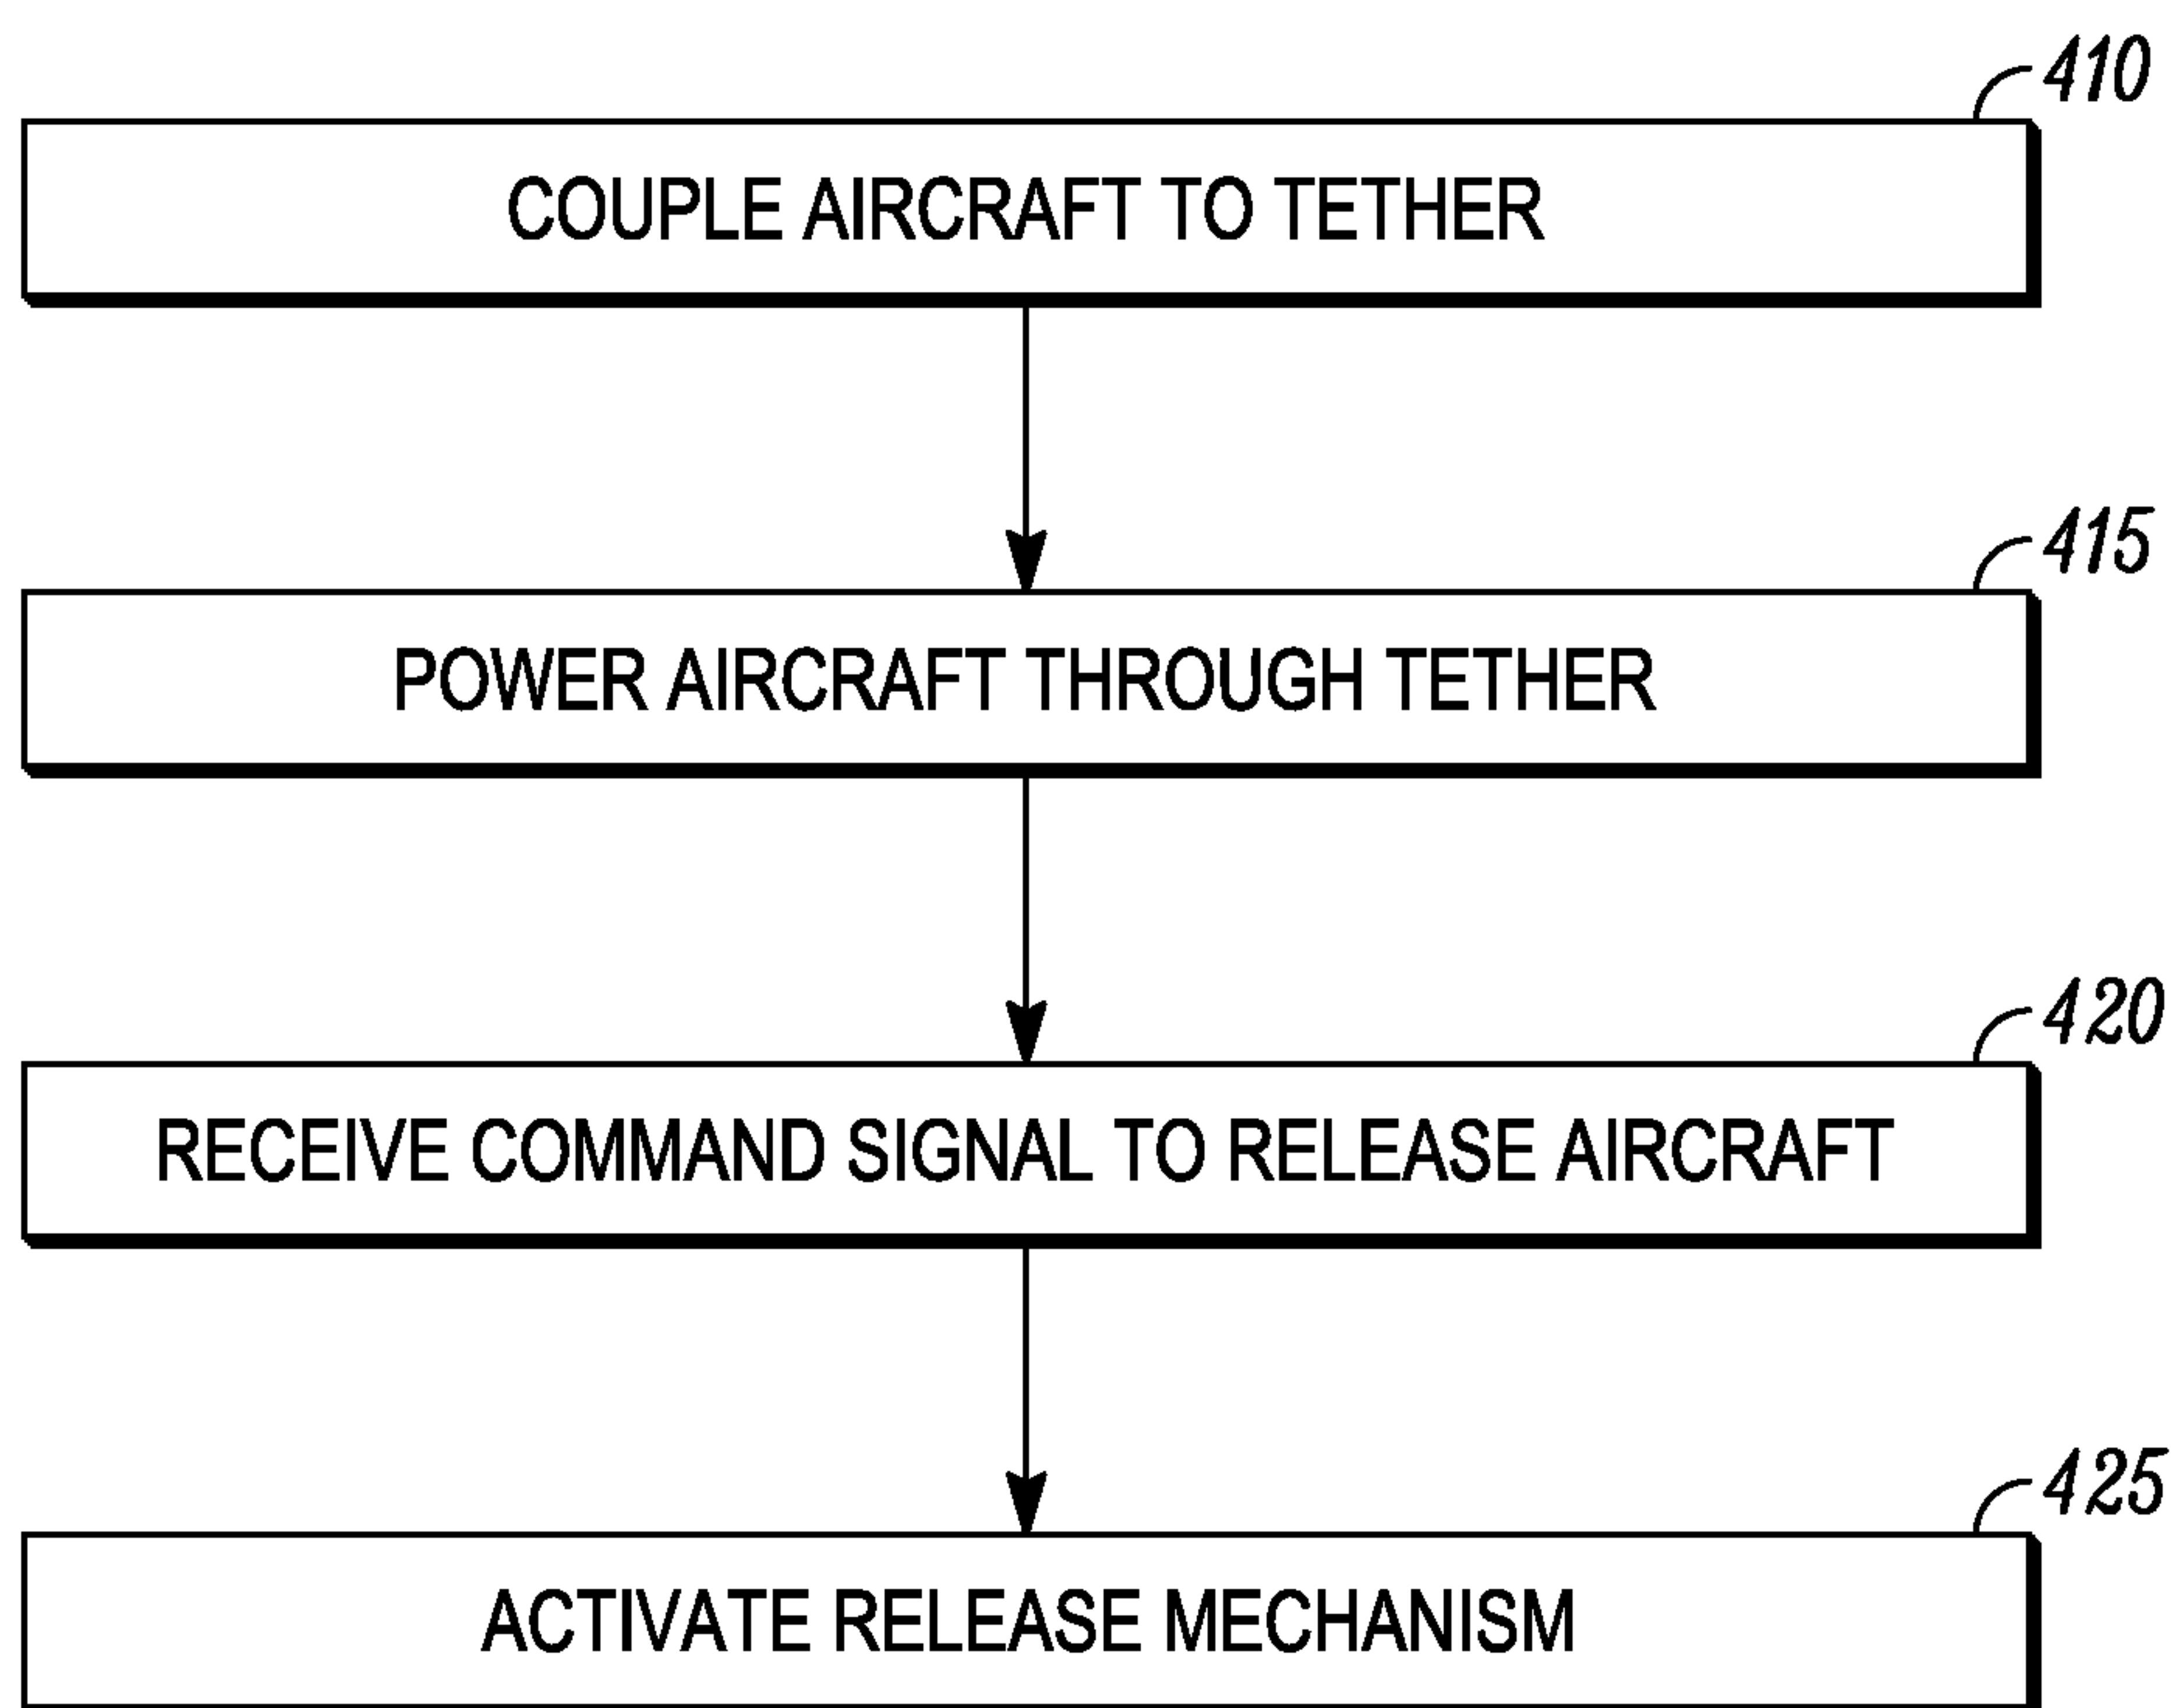 410
COUPLE AIRCRAFT TO TETHER
415
POWER AIRCRAFT THROUGH TETHER
420
RECEIVE COMMAND SIGNAL TO RELEASE AIRCRAFT
425
ACTIVATE RELEASE MECHANISM